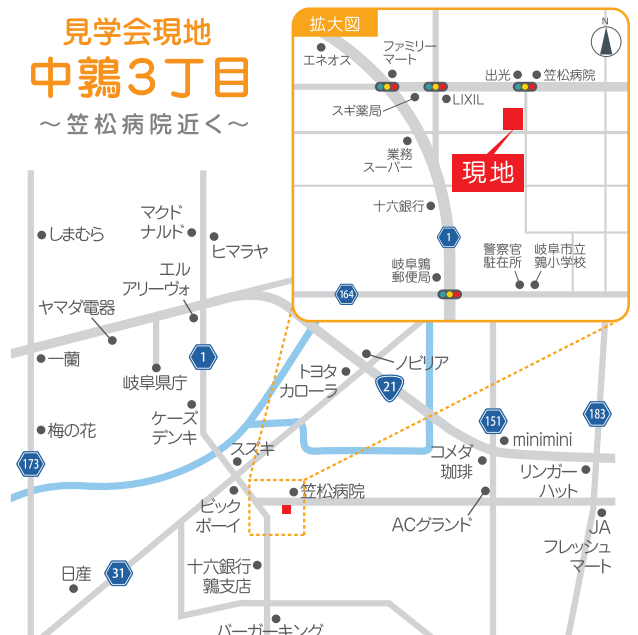 見学会現地
中鶉3丁目
～笠松病院近く～
拡大図
N
エネオス
ファミリー
マート
出光
笠松病院
スギ薬局
LIXIL
業務
スーパー
現地
十六銀行
1
警察官
駐在所
岐阜市立
鶉小学校
岐阜鶉
郵便局
164
しまむら
マクド
ナルド
ヒマラヤ
エル
アリーヴォ
ヤマダ電器
一蘭
岐阜県庁
1
トヨタ
カローラ
ノビリア
21
梅の花
ケーズ
デンキ
スズキ
173
151
183
minimini
コメダ
珈琲
リンガー
ハット
笠松病院
ビック
ボーイ
ACグランド
JA
フレッシュ
マート
日産
31
十六銀行
鶉支店
バーガーキング